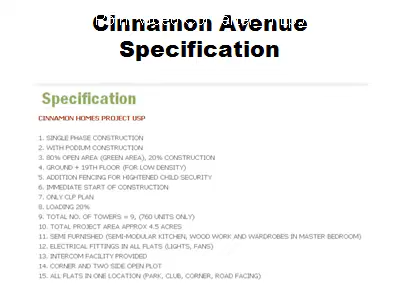 Cinnamon Avenue
Specification
Specification
CINNAMON HOMES PROJECT USP
1. SINGLE PHASE CONSTRUCTION
2. WITH PODIUM CONSTRUCTION
3. 80% OPEN AREA (GREEN AREA), 20% CONSTRUCTION
4. GROUND + 19TH FLOOR (FOR LOW DENSITY)
5. ADDITION FENCING FOR HIGHTENED CHILD SECURITY
6. IMMEDIATE START OF CONSTRUCTION
7. ONLY CLP PLAN
8. LOADING 20%
9. TOTAL NO. OF TOWERS = 9, (760 UNITS ONLY)
10. TOTAL PROJECT AREA APPROX 4.5 ACRES
11. SEMI FURNISHED (SEMI-MODULAR KITCHEN, WOOD WORK AND WARDROBES IN MASTER BEDROOM)
12. ELECTRICAL FITTINGS IN ALL FLATS (LIGHTS, FANS)
13. INTERCOM FACILITY PROVIDED
14. CORNER AND TWO SIDE OPEN PLOT
15. ALL FLATS IN ONE LOCATION (PARK, CLUB, CORNER, ROAD FACING)